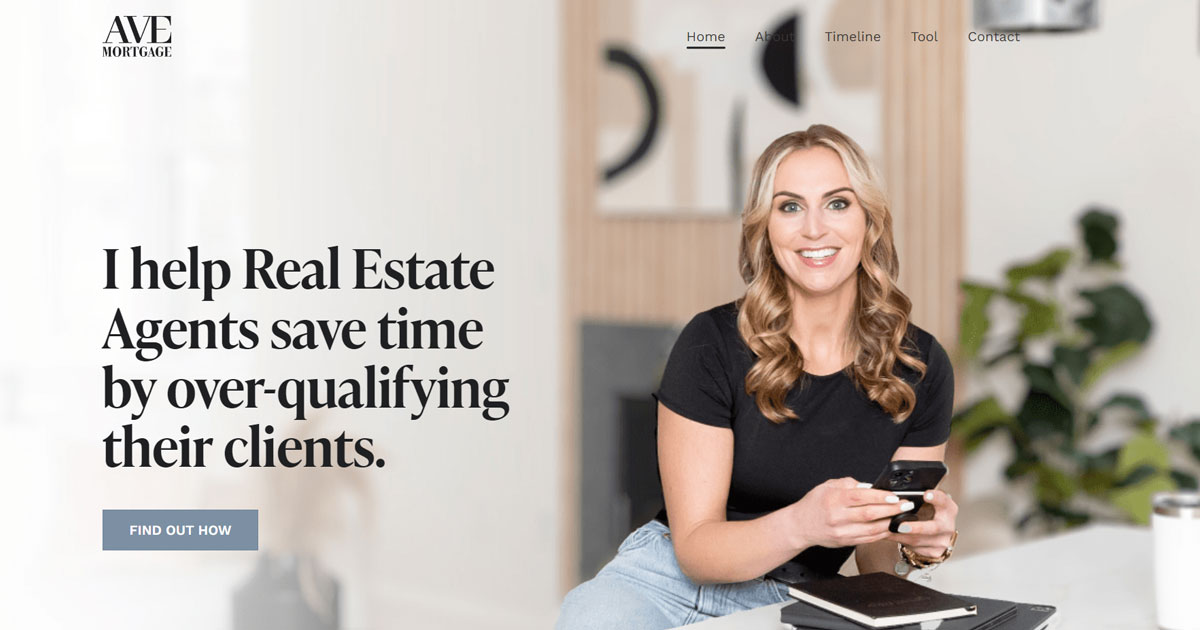 AVE
MORTGAGE
Home About Timeline Tool Contact
I help Real Estate
Agents save time
by over-qualifying
their clients.
FIND OUT HOW